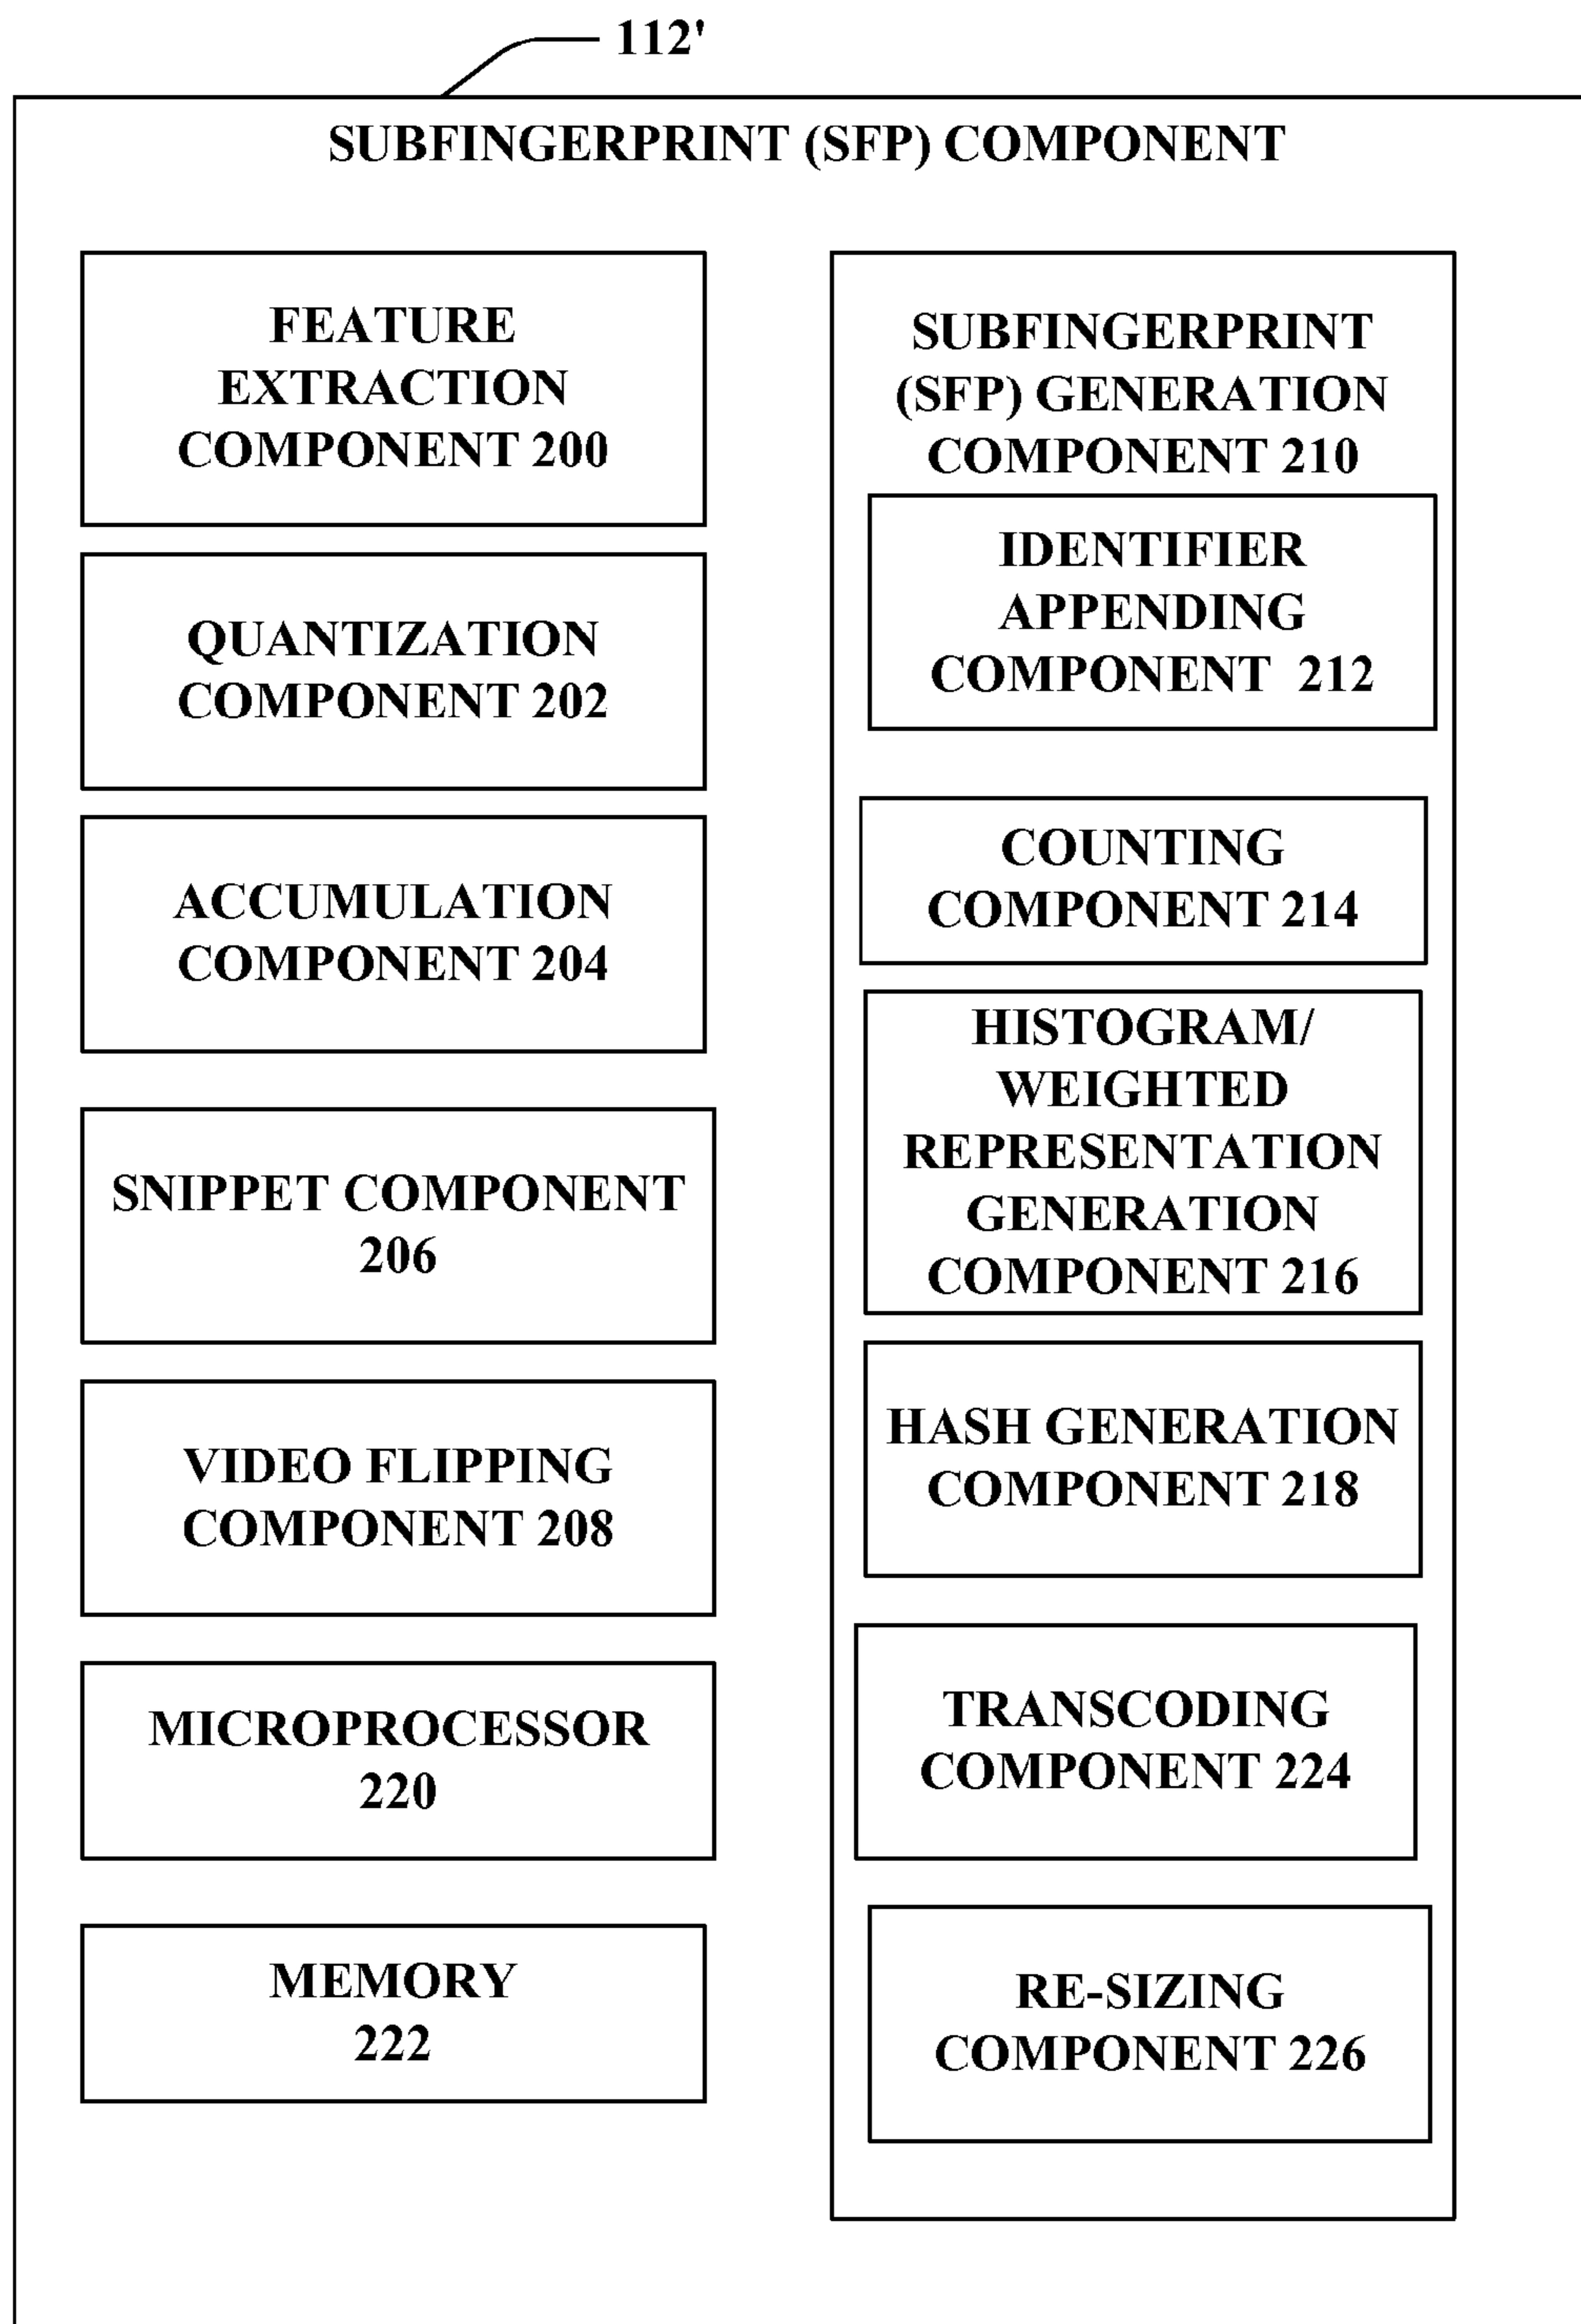 112'
SUBFINGERPRINT (SFP) COMPONENT
FEATURE
EXTRACTION
COMPONENT 200
QUANTIZATION
COMPONENT 202
ACCUMULATION
COMPONENT 204
SNIPPET COMPONENT
206
VIDEO FLIPPING
COMPONENT 208
MICROPROCESSOR
220
MEMORY
222
SUBFINGERPRINT
(SFP) GENERATION
COMPONENT 210
IDENTIFIER
APPENDING
COMPONENT 212
COUNTING
COMPONENT 214
HISTOGRAM/
WEIGHTED
REPRESENTATION
GENERATION
COMPONENT 216
HASH GENERATION
COMPONENT 218
TRANSCODING
COMPONENT 224
RE-SIZING
COMPONENT 226